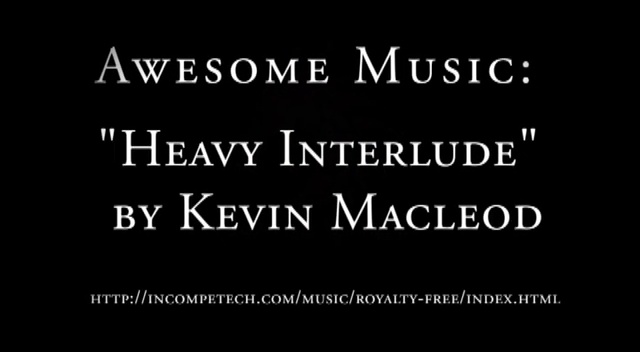 Awesome Music:
"Heavy Interlude"
by Kevin Macleod
http://incompetech.com/music/royalty-free/index.html